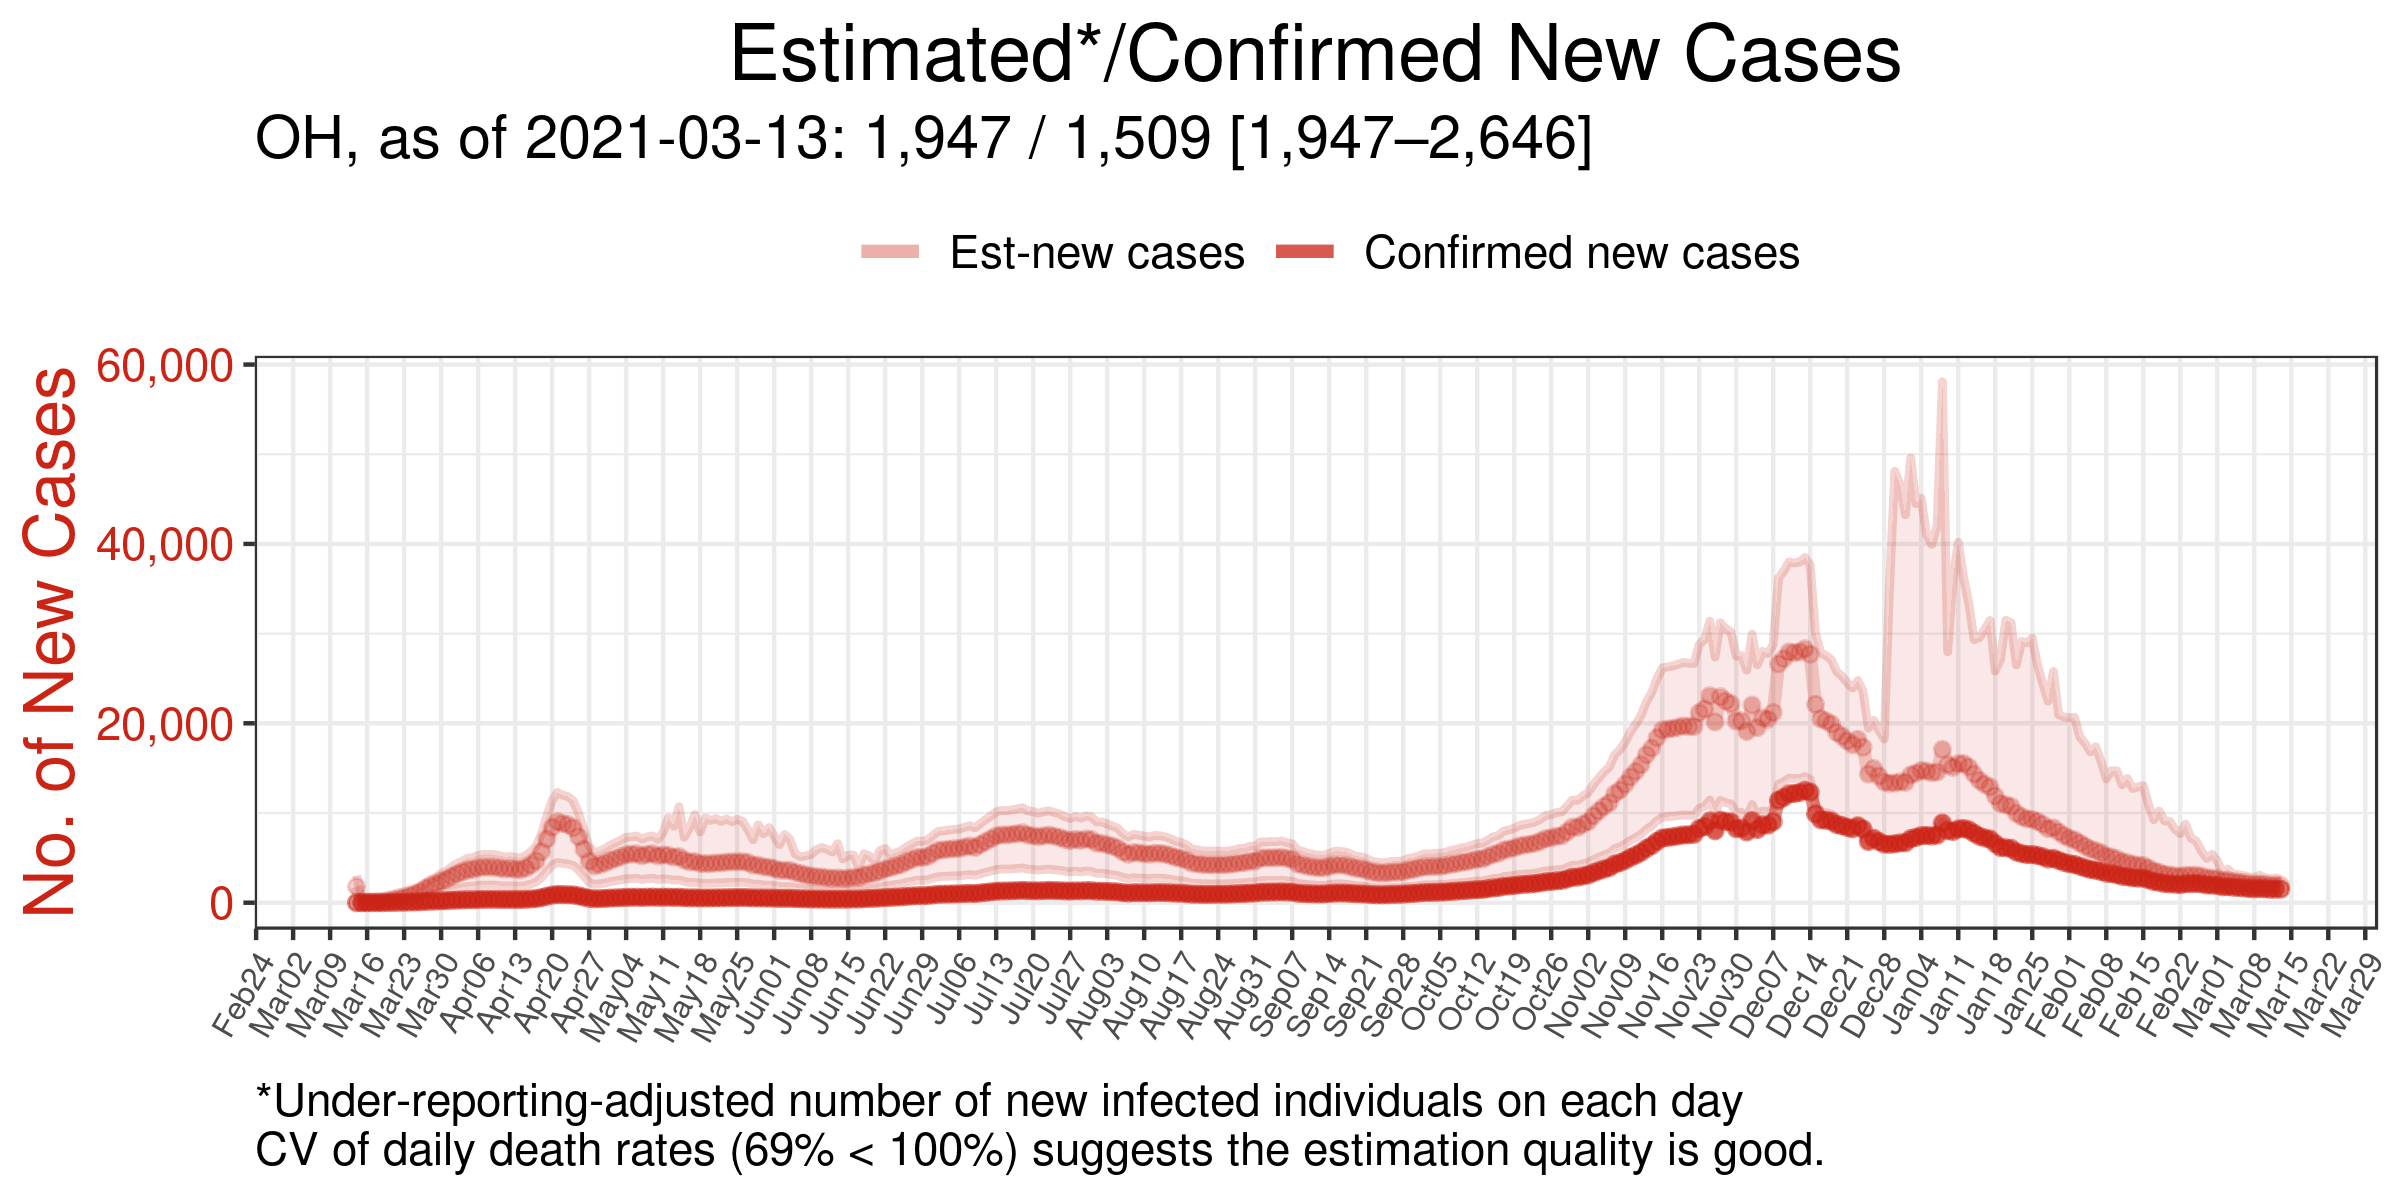 Estimated*/Confirmed New Cases
OH, as of 2021-03-13: 1,947 / 1,509 [1,947–2,646]
Est-new cases Confirmed new cases
No. of New Cases
60,000
40,000
20,000
0
Feb24 Mar02 Mar09 Mar16 Mar23 Mar30 Apr06 Apr13 Apr20 Apr27 May04 May11 May18 May25 Jun01 Jun08 Jun15 Jun22 Jun29 Jul06 Jul13 Jul20 Jul27 Aug03 Aug10 Aug17 Aug24 Aug31 Sep07 Sep14 Sep21 Sep28 Oct05 Oct12 Oct19 Oct26 Nov02 Nov09 Nov16 Nov23 Nov30 Dec07 Dec14 Dec21 Dec28 Jan04 Jan11 Jan18 Jan25 Feb01 Feb08 Feb15 Feb22 Mar01 Mar08 Mar15 Mar22 Mar29
*Under-reporting-adjusted number of new infected individuals on each day
CV of daily death rates (69% < 100%) suggests the estimation quality is good.